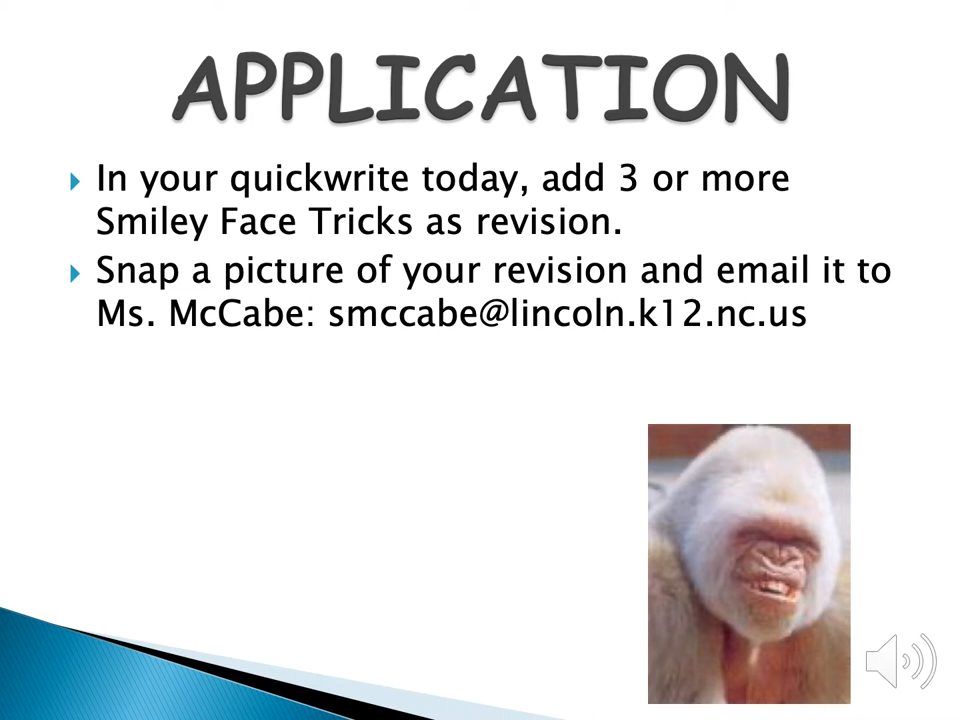 APPLICATION
In your quickwrite today, add 3 or more
Smiley Face Tricks as revision.
Snap a picture of your revision and email it to
Ms. McCabe: smccabe@lincoln.k12.nc.us